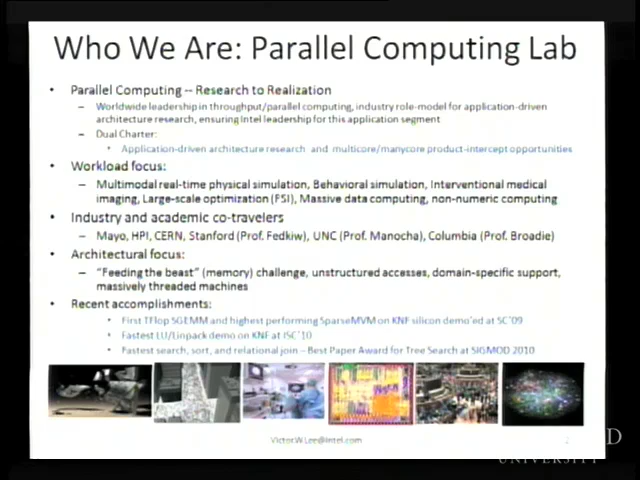 Who We Are: Parallel Computing Lab
• Parallel Computing -- Research to Realization
– Worldwide leadership in throughput/parallel computing, industry role-model for application-driven
architecture research, ensuring Intel leadership for this application segment
– Dual Charter:
• Application-driven architecture research and multicore/manycore product-intercept opportunities
• Workload focus:
– Multimodal real-time physical simulation, Behavioral simulation, Interventional medical
imaging, Large-scale optimization (FSI), Massive data computing, non-numeric computing
• Industry and academic co-travelers
– Mayo, HPI, CERN, Stanford (Prof. Fedkiw), UNC (Prof. Manocha), Columbia (Prof. Broadie)
• Architectural focus:
– “Feeding the beast” (memory) challenge, unstructured accesses, domain-specific support,
massively threaded machines
• Recent accomplishments:
• First TFlop SGEMM and highest performing SparseMVM on KNF silicon demo’ed at SC’09
• Fastest LU/Linpack demo on KNF at ISC’10
• Fastest search, sort, and relational join – Best Paper Award for Tree Search at SIGMOD 2010
Victor.W.Lee@intel.com
2
D
UNIVERSITY